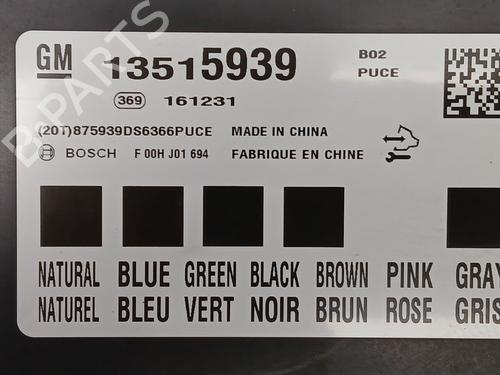 GM 13515939 B02
PUCE
369 161231
(20T)875939DS6366PUCE MADE IN CHINA
BOSCH F 00H J01 694 FABRIQUE EN CHINE
NATURAL BLUE GREEN BLACK BROWN PINK GRAY
NATUREL BLEU VERT NOIR BRUN ROSE GRIS
B-PARTS